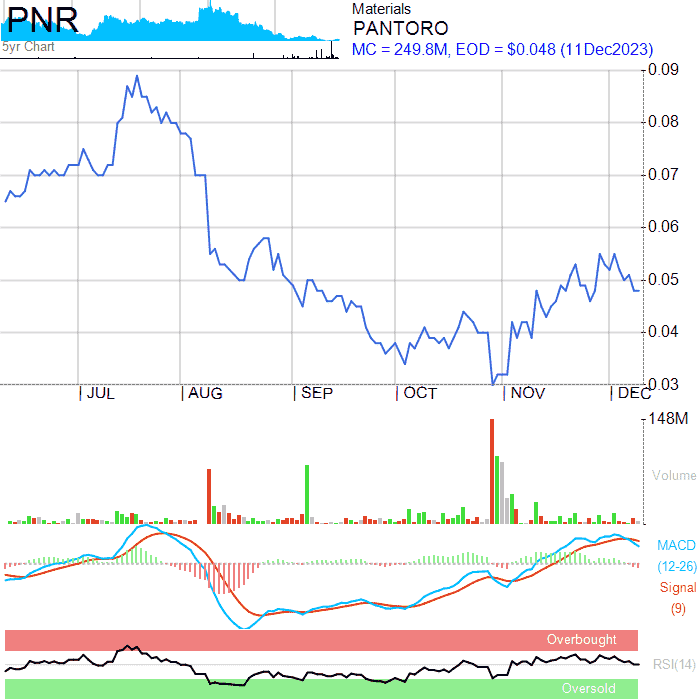 PNR
5yr Chart
Materials
PANTORO
MC = 249.8M, EOD = $0.048 (11Dec2023)
0.09
0.08
0.07
0.06
0.05
0.04
0.03
JUL AUG SEP OCT NOV DEC
148M
Volume
MACD
(12-26)
Signal
(9)
Overbought
RSI(14)
Oversold